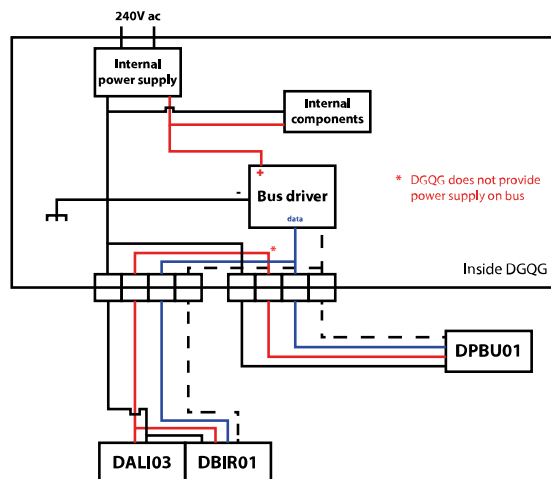 240V ac
Internal
power supply
Internal
components
+
-
Bus driver
data
* DGQG does not provide
power supply on bus
*
Inside DGQG
DPBU01
DALI03
DBIR01